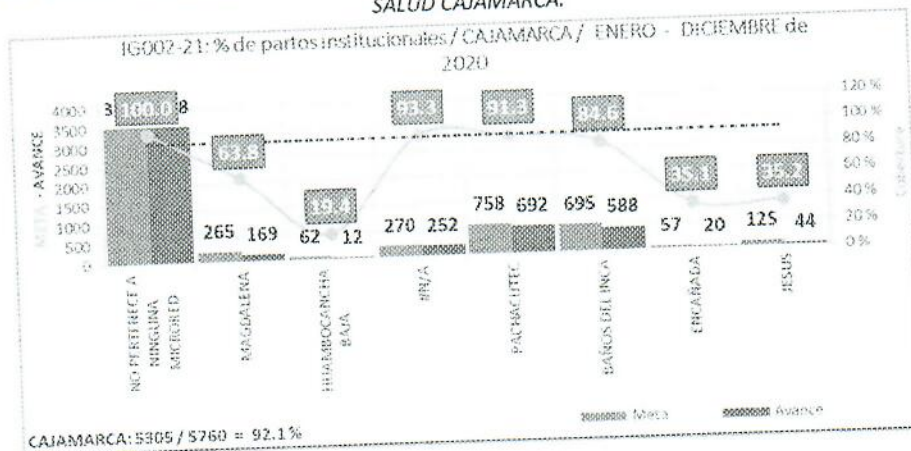 SALUD CAJAMARCA.
IG002-21: % de partos institucionales / CAJAMARCA / ENERO - DICIEMBRE de
2020
META - AVANCE
4000
3500
3000
2500
2000
1500
1000
500
0
100.0
63.8
19.4
93.3
91.3
84.6
35.1
35.2
265 169
62 12
270 252
758 692
695 588
57 20
125 44
120 %
100 %
80 %
60 %
40 %
20 %
0 %
Cobertura
NO PERTENECE A
NINGUNA
MICRORED
MAGDALENA
HUAMBOCANCHA
BAJA
#N/A
PACHACUTEC
BAÑOS DEL INCA
ENCAÑADA
JESUS
Meta Avance
CAJAMARCA: 5305 / 5760 = 92.1%